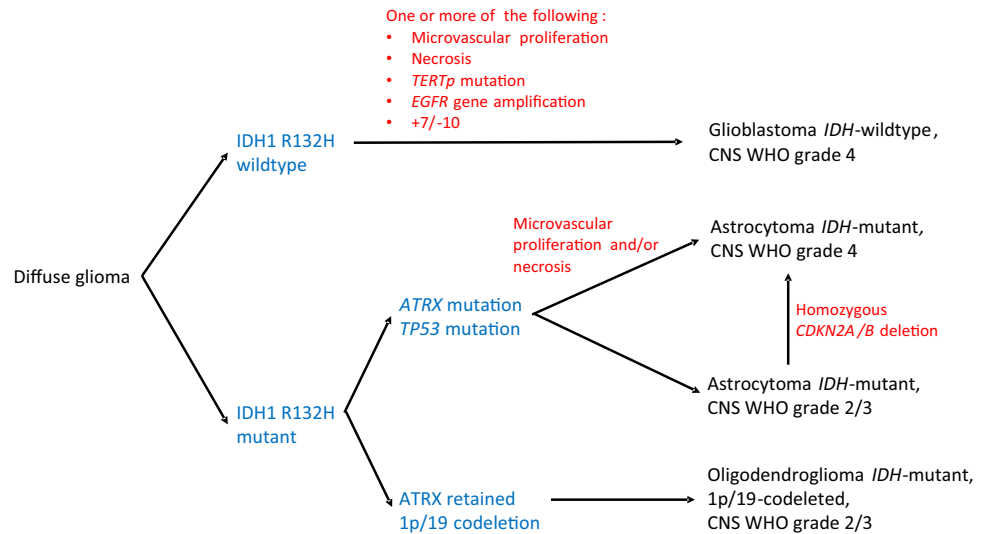 One or more of the following :
• Microvascular proliferation
• Necrosis
• TERTp mutation
• EGFR gene amplification
• +7/-10
IDH1 R132H
wildtype
Glioblastoma IDH-wildtype,
CNS WHO grade 4
Microvascular
proliferation and/or
necrosis
Astrocytoma IDH-mutant,
CNS WHO grade 4
Diffuse glioma
ATRX mutation
TP53 mutation
Homozygous
CDKN2A/B deletion
IDH1 R132H
mutant
Astrocytoma IDH-mutant,
CNS WHO grade 2/3
ATRX retained
1p/19 codeletion
Oligodendroglioma IDH-mutant,
1p/19-codeleted,
CNS WHO grade 2/3